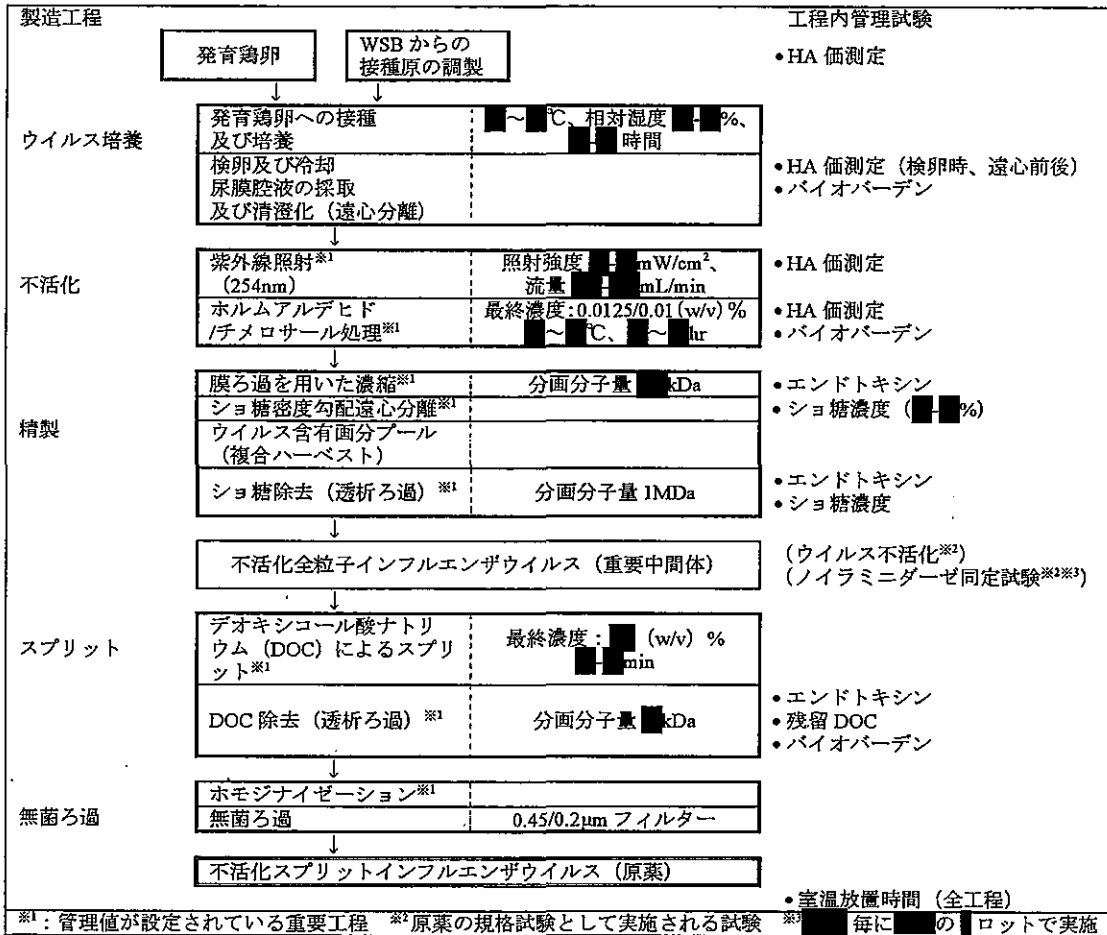 製造工程
工程内管理試験
発育鶏卵
WSB からの
接種原の調製
•HA 価測定
ウイルス培養
発育鶏卵への接種
及び培養
■～■℃、相対湿度■-■%、
■-■時間
検卵及び冷却
尿膜腔液の採取
及び清澄化（遠心分離）
•HA 価測定（検卵時、遠心前後）
•バイオバーデン
不活化
紫外線照射※1
（254nm）
照射強度■-■mW/cm²、
流量■-■mL/min
•HA 価測定
ホルムアルデヒド
/チメロサール処理※1
最終濃度:0.0125/0.01(w/v)%
■～■℃、■～■hr
•HA 価測定
•バイオバーデン
精製
膜ろ過を用いた濃縮※1
分画分子量■kDa
•エンドトキシン
ショ糖密度勾配遠心分離※1
•ショ糖濃度（■-■%）
ウイルス含有画分プール
（複合ハーベスト）
ショ糖除去（透析ろ過）※1
分画分子量 1MDa
•エンドトキシン
•ショ糖濃度
不活化全粒子インフルエンザウイルス（重要中間体）
（ウイルス不活化※2）
（ノイラミニダーゼ同定試験※2※3）
スプリット
デオキシコール酸ナトリ
ウム（DOC）によるスプリ
ット※1
最終濃度：■（w/v）%
■-■min
DOC 除去（透析ろ過）※1
分画分子量■kDa
•エンドトキシン
•残留 DOC
•バイオバーデン
無菌ろ過
ホモジナイゼーション※1
無菌ろ過
0.45/0.2μm フィルター
不活化スプリットインフルエンザウイルス（原薬）
•室温放置時間（全工程）
※1：管理値が設定されている重要工程 ※2 原薬の規格試験として実施される試験 ※3■毎に■の■ロットで実施